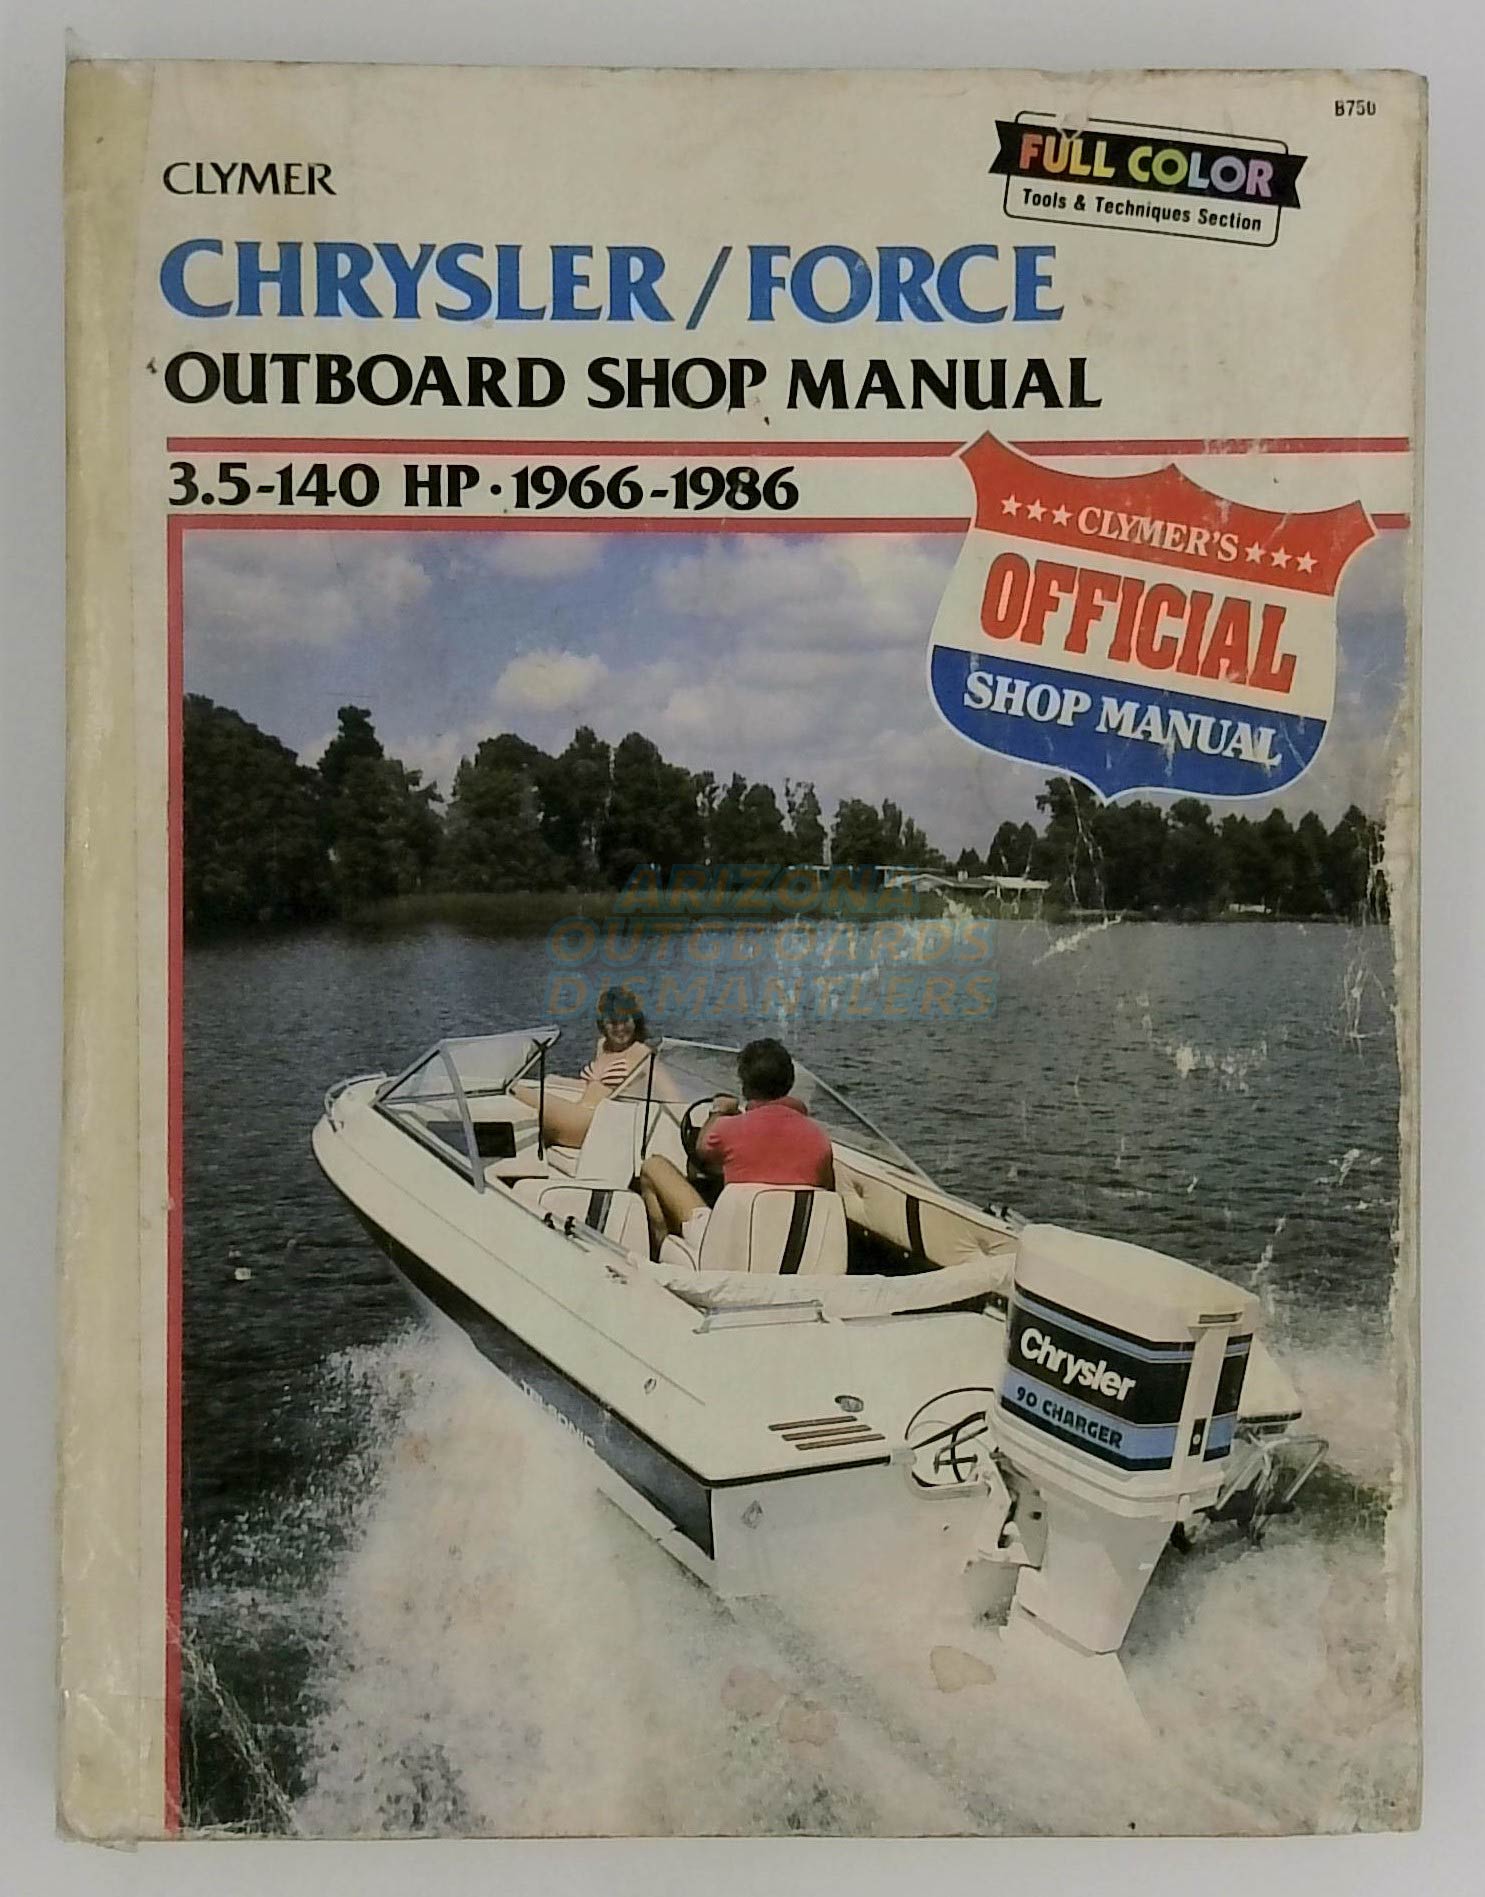 B750
FULL COLOR
Tools & Techniques Section
CLYMER
CHRYSLER/FORCE
OUTBOARD SHOP MANUAL
3.5-140 HP · 1966-1986
★★★CLYMER'S★★★
OFFICIAL
SHOP MANUAL
ARIZONA
OUTGBOARDS
DISMANTLERS
Chrysler
90 CHARGER